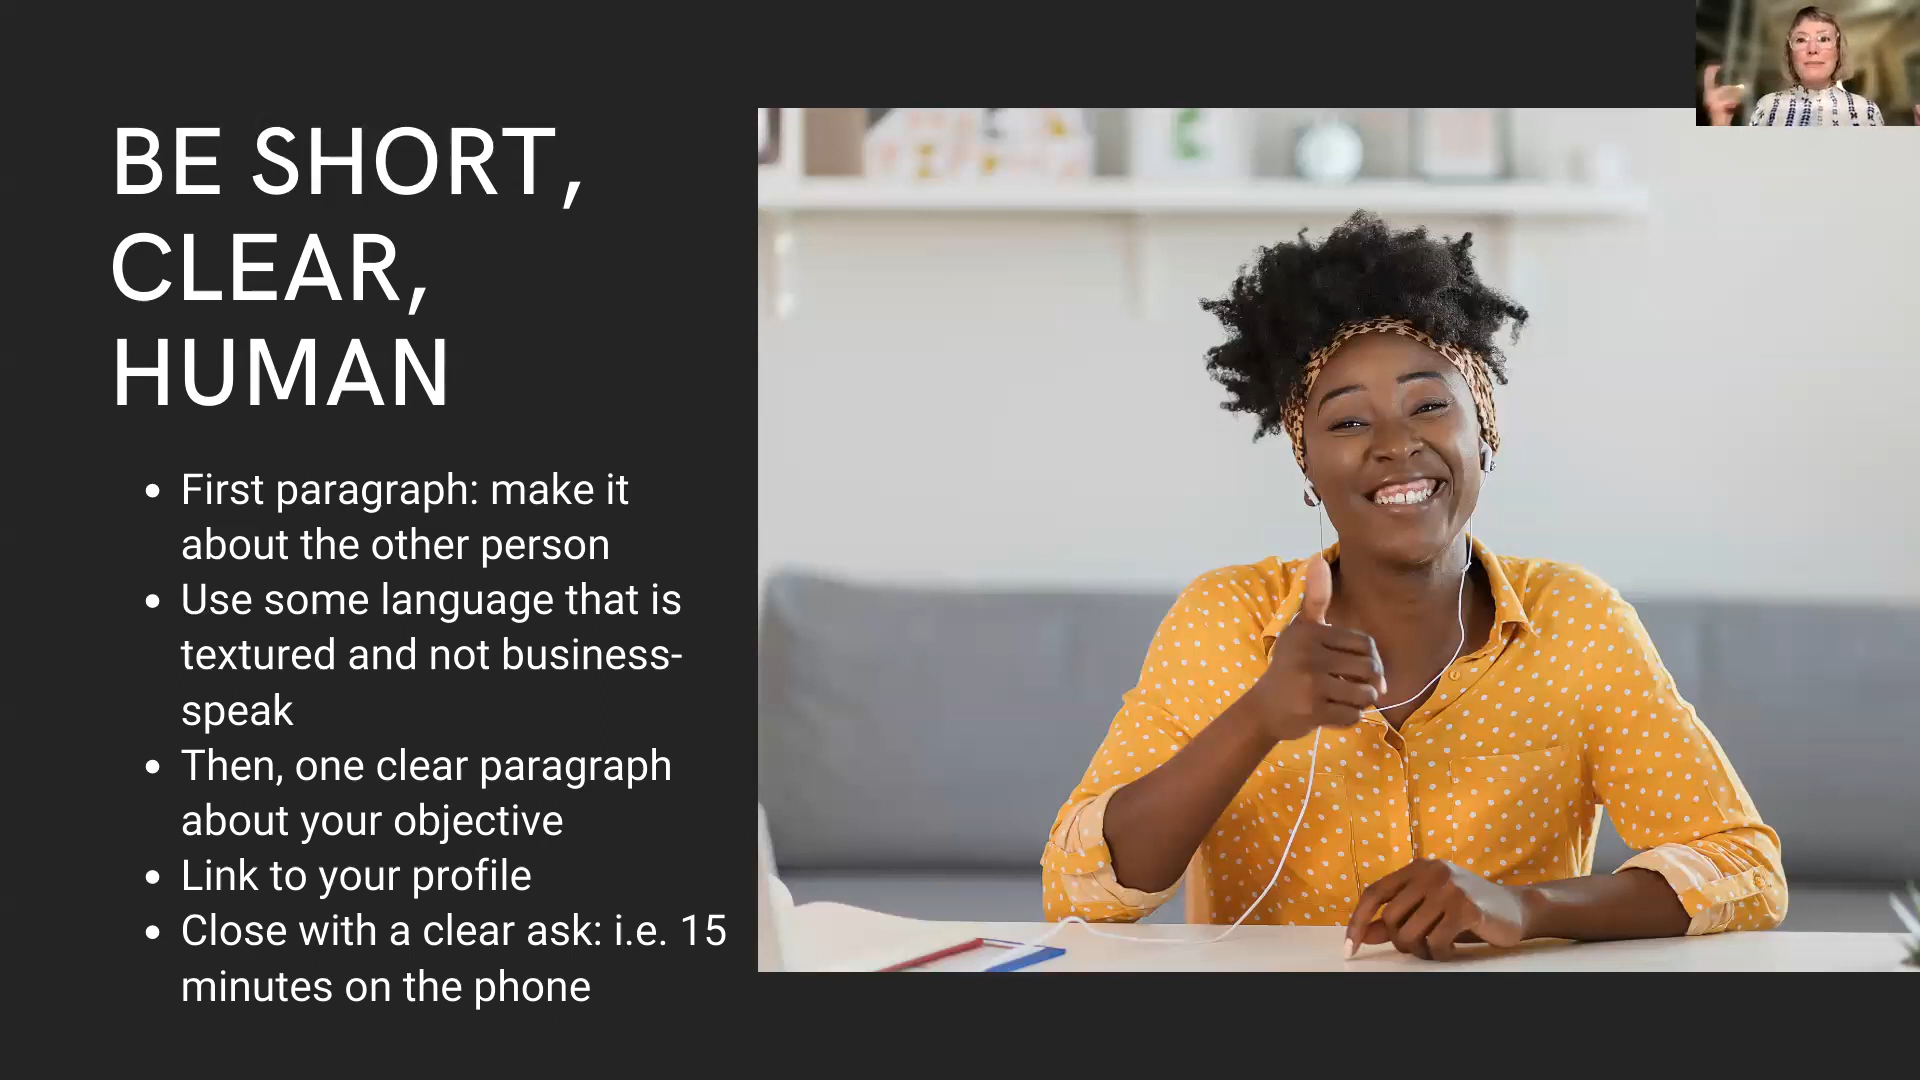 BE SHORT,
CLEAR,
HUMAN
First paragraph: make it
about the other person
Use some language that is
textured and not business-
speak
Then, one clear paragraph
about your objective
Link to your profile
Close with a clear ask: i.e. 15
minutes on the phone